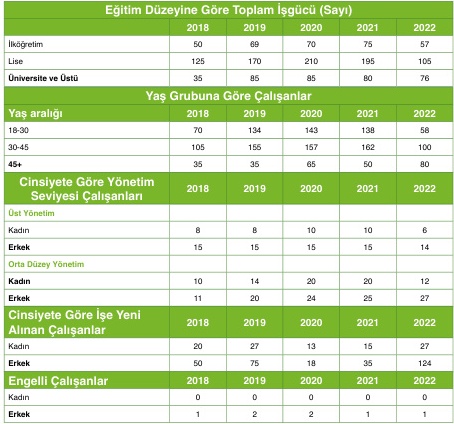 Eğitim Düzeyine Göre Toplam İşgücü (Sayı)
2018 2019 2020 2021 2022
İlköğretim 50 69 70 75 57
Lise 125 170 210 195 105
Üniversite ve Üstü 35 85 85 80 76
Yaş Grubuna Göre Çalışanlar
Yaş aralığı 2018 2019 2020 2021 2022
18-30 70 134 143 138 58
30-45 105 155 157 162 100
45+ 35 35 65 50 80
Cinsiyete Göre Yönetim
Seviyesi Çalışanları 2018 2019 2020 2021 2022
Üst Yönetim
Kadın 8 8 10 10 6
Erkek 15 15 15 15 14
Orta Düzey Yönetim
Kadın 10 14 20 20 12
Erkek 11 20 24 25 27
Cinsiyete Göre İşe Yeni
Alınan Çalışanlar 2018 2019 2020 2021 2022
Kadın 20 27 13 15 27
Erkek 50 75 18 35 124
Engelli Çalışanlar 2018 2019 2020 2021 2022
Kadın 0 0 0 0 0
Erkek 1 2 2 1 1